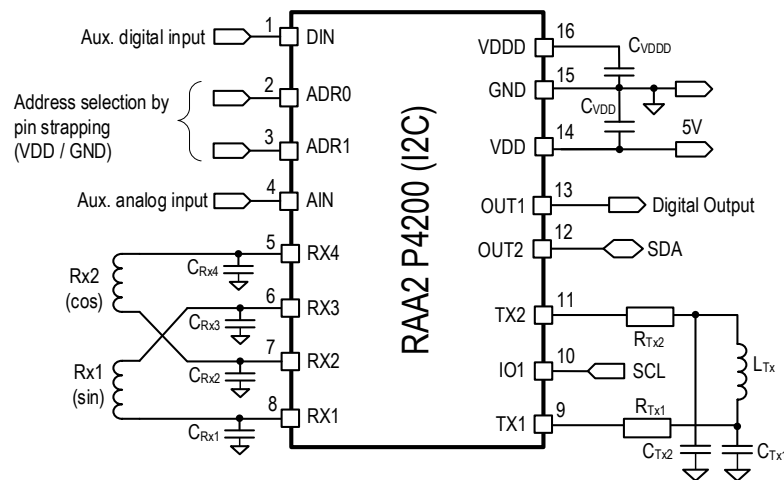 Aux. digital input
1
DIN
Address selection by
pin strapping
(VDD / GND)
2
ADR0
3
ADR1
Aux. analog input
4
AIN
Rx2
(cos)
5
RX4
CRx4
6
RX3
CRx3
7
RX2
CRx2
Rx1
(sin)
8
RX1
CRx1
RAA2 P4200 (I2C)
16
VDDD
CVDDD
15
GND
CVDD
14
VDD
5V
13
OUT1
Digital Output
12
OUT2
SDA
11
TX2
RTx2
LTx
10
IO1
SCL
9
TX1
RTx1
CTx2
CTx1